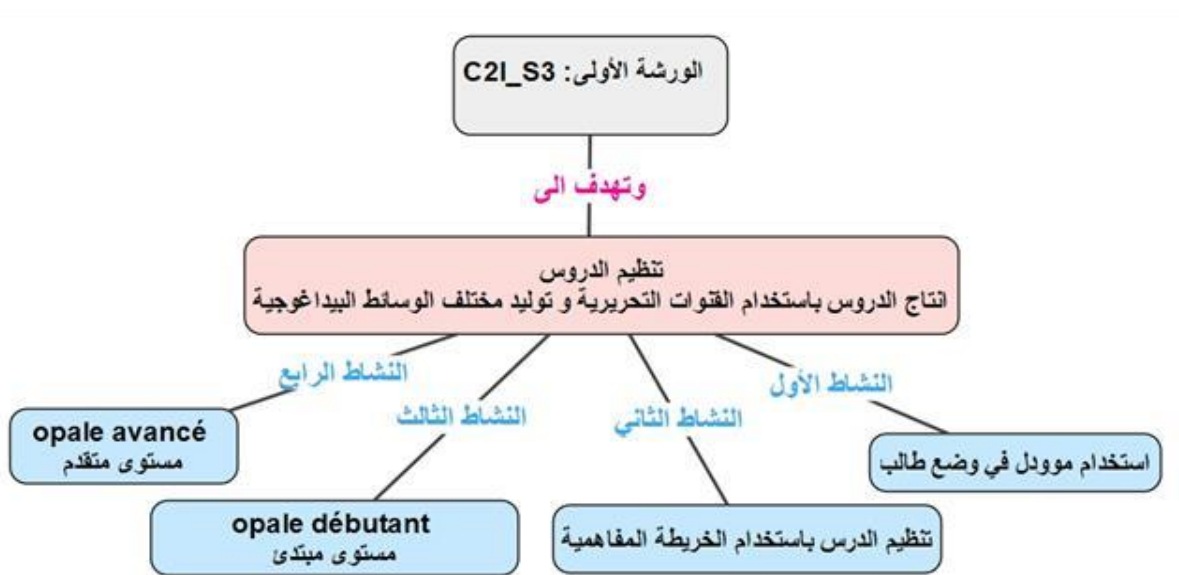 الورشة الأولى: C2I_S3
وتهدف الى
تنظيم الدروس
انتاج الدروس باستخدام القنوات التحريرية و توليد مختلف الوسائط البيداغوجية
النشاط الأول
استخدام موودل في وضع طالب
النشاط الثاني
تنظيم الدرس باستخدام الخريطة المفاهمية
النشاط الثالث
opale débutant
مستوى مبتدئ
النشاط الرابع
opale avancé
مستوى متقدم